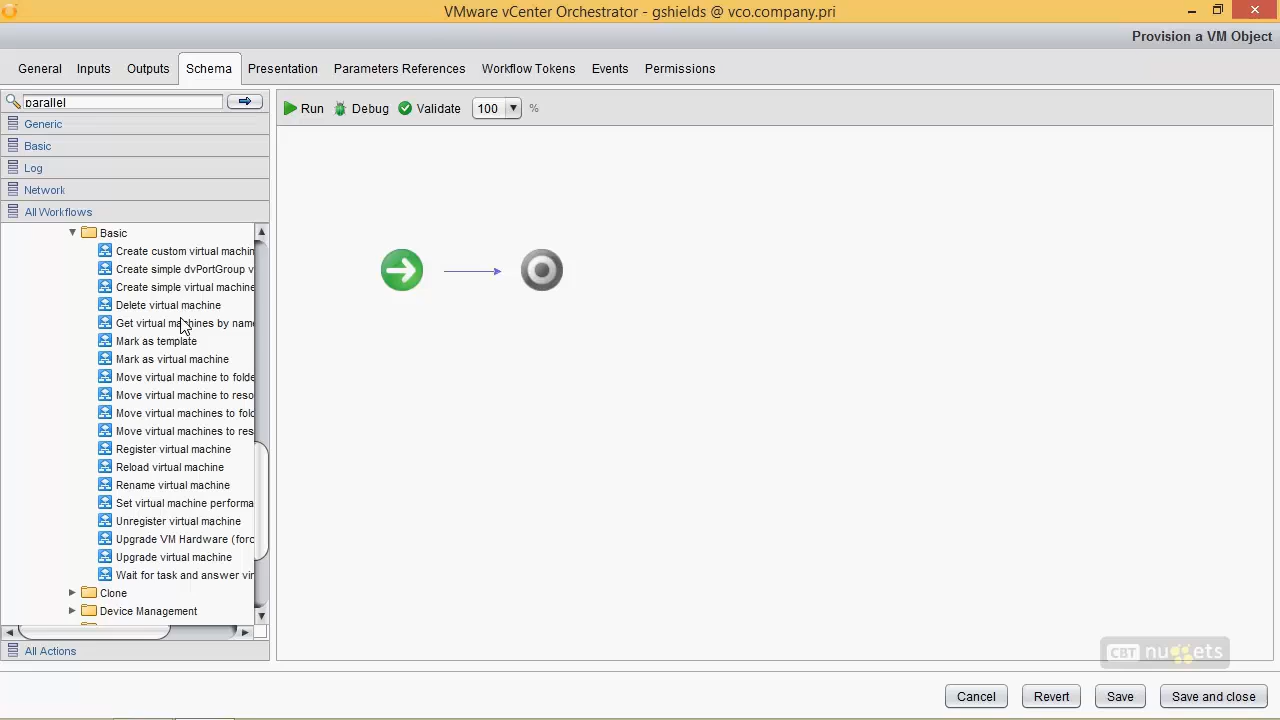 VMware vCenter Orchestrator - gshields @ vco.company.pri
Provision a VM Object
General Inputs Outputs Schema Presentation Parameters References Workflow Tokens Events Permissions
parallel
Run Debug Validate 100 %
Generic
Basic
Log
Network
All Workflows
Basic
Create custom virtual machin
Create simple dvPortGroup v
Create simple virtual machine
Delete virtual machine
Get virtual machines by name
Mark as template
Mark as virtual machine
Move virtual machine to folde
Move virtual machine to reso
Move virtual machines to fold
Move virtual machines to res
Register virtual machine
Reload virtual machine
Rename virtual machine
Set virtual machine performa
Unregister virtual machine
Upgrade VM Hardware (forc
Upgrade virtual machine
Wait for task and answer vir
Clone
Device Management
All Actions
CBT nuggets
Cancel Revert Save Save and close